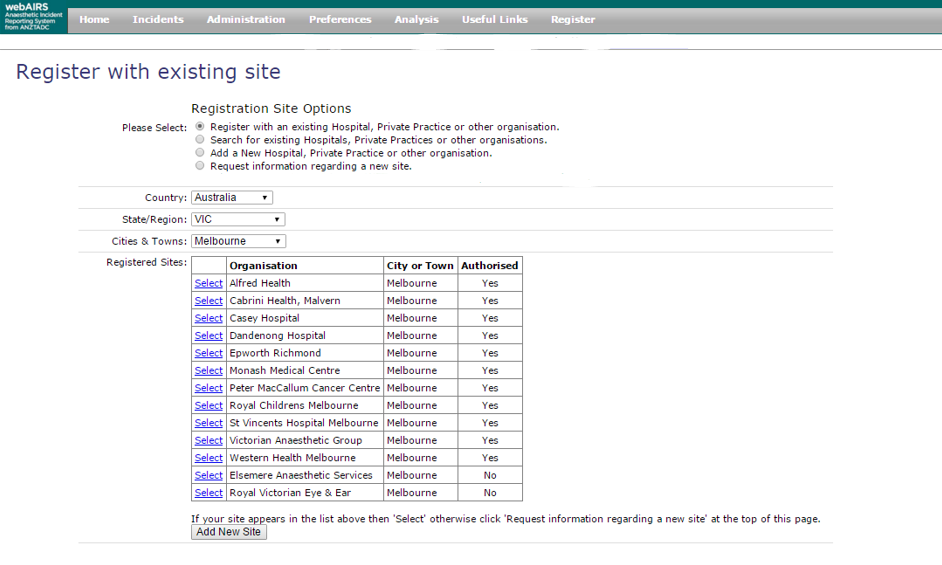 webAIRS
Anaesthetic Incident
Reporting System
from ANZTADC
Home Incidents Administration Preferences Analysis Useful Links Register
Register with existing site
Registration Site Options
Please Select: Register with an existing Hospital, Private Practice or other organisation.
Search for existing Hospitals, Private Practices or other organisations.
Add a New Hospital, Private Practice or other organisation.
Request information regarding a new site.
Country: Australia
State/Region: VIC
Cities & Towns: Melbourne
Registered Sites: Organisation City or Town Authorised
Select Alfred Health Melbourne Yes
Select Cabrini Health, Malvern Melbourne Yes
Select Casey Hospital Melbourne Yes
Select Dandenong Hospital Melbourne Yes
Select Epworth Richmond Melbourne Yes
Select Monash Medical Centre Melbourne Yes
Select Peter MacCallum Cancer Centre Melbourne Yes
Select Royal Childrens Melbourne Melbourne Yes
Select St Vincents Hospital Melbourne Melbourne Yes
Select Victorian Anaesthetic Group Melbourne Yes
Select Western Health Melbourne Melbourne Yes
Select Elsemere Anaesthetic Services Melbourne No
Select Royal Victorian Eye & Ear Melbourne No
If your site appears in the list above then 'Select' otherwise click 'Request information regarding a new site' at the top of this page.
Add New Site